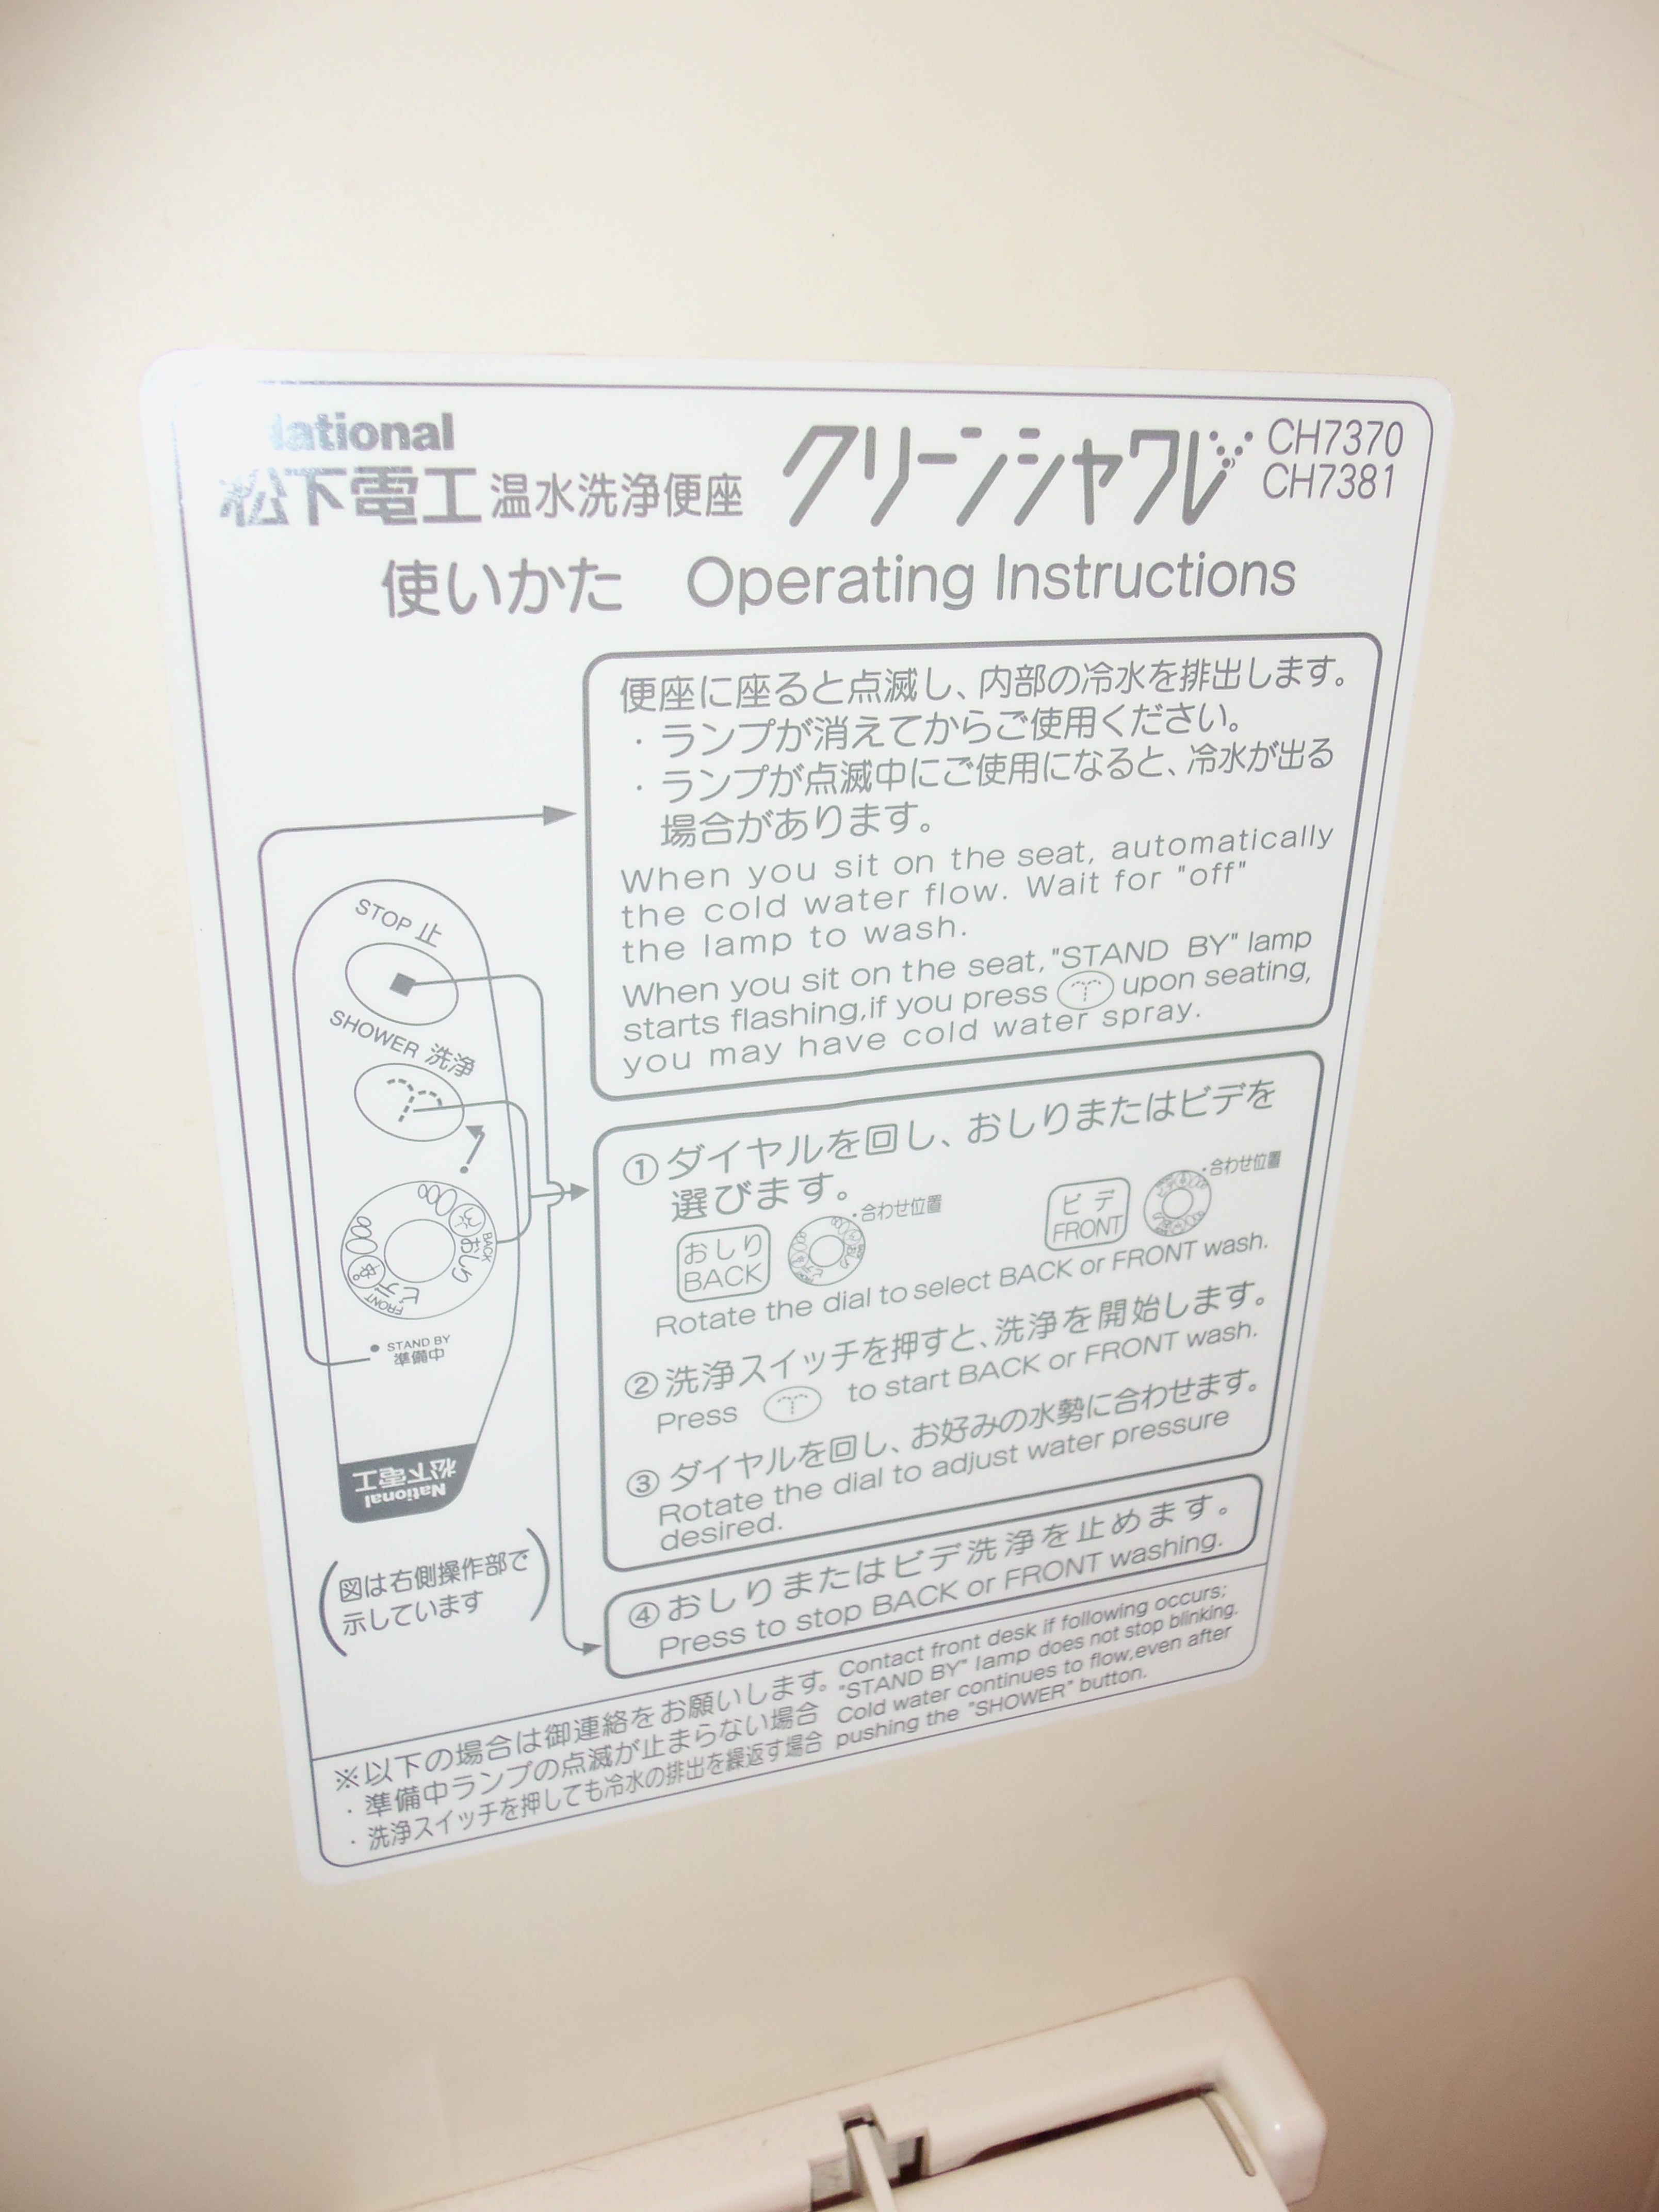 National
松下電工 温水洗浄便座 クリーンシャワレ CH7370
CH7381
使いかた Operating Instructions
便座に座ると点滅し、内部の冷水を排出します。
・ランプが消えてからご使用ください。
・ランプが点滅中にご使用になると、冷水が出る
場合があります。
When you sit on the seat, automatically
the cold water flow. Wait for "off"
the lamp to wash.
When you sit on the seat,"STAND BY" lamp
starts flashing,if you press upon seating,
you may have cold water spray.
STOP 止
SHOWER 洗浄
BACK
おしり
ビデ
FRONT
STAND BY
準備中
National
松下電工
(図は右側操作部で
示しています)
①ダイヤルを回し、おしりまたはビデを
選びます。
おしり
BACK
・合わせ位置
ビデ
FRONT
・合わせ位置
Rotate the dial to select BACK or FRONT wash.
②洗浄スイッチを押すと、洗浄を開始します。
Press to start BACK or FRONT wash.
③ダイヤルを回し、お好みの水勢に合わせます。
Rotate the dial to adjust water pressure
desired.
④おしりまたはビデ洗浄を止めます。
Press to stop BACK or FRONT washing.
※以下の場合は御連絡をお願いします。
・準備中ランプの点滅が止まらない場合
・洗浄スイッチを押しても冷水の排出を繰返す場合
Contact front desk if following occurs;
"STAND BY" lamp does not stop blinking.
Cold water continues to flow,even after
pushing the "SHOWER" button.